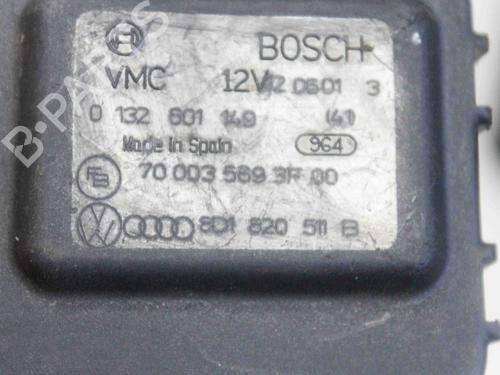 BOSCH
VMC 12V 12 0601 3
0 132 801 149 (41)
Made in Spain 964
70 003 569 3F 00
8D1 820 511 B
B-PARTS